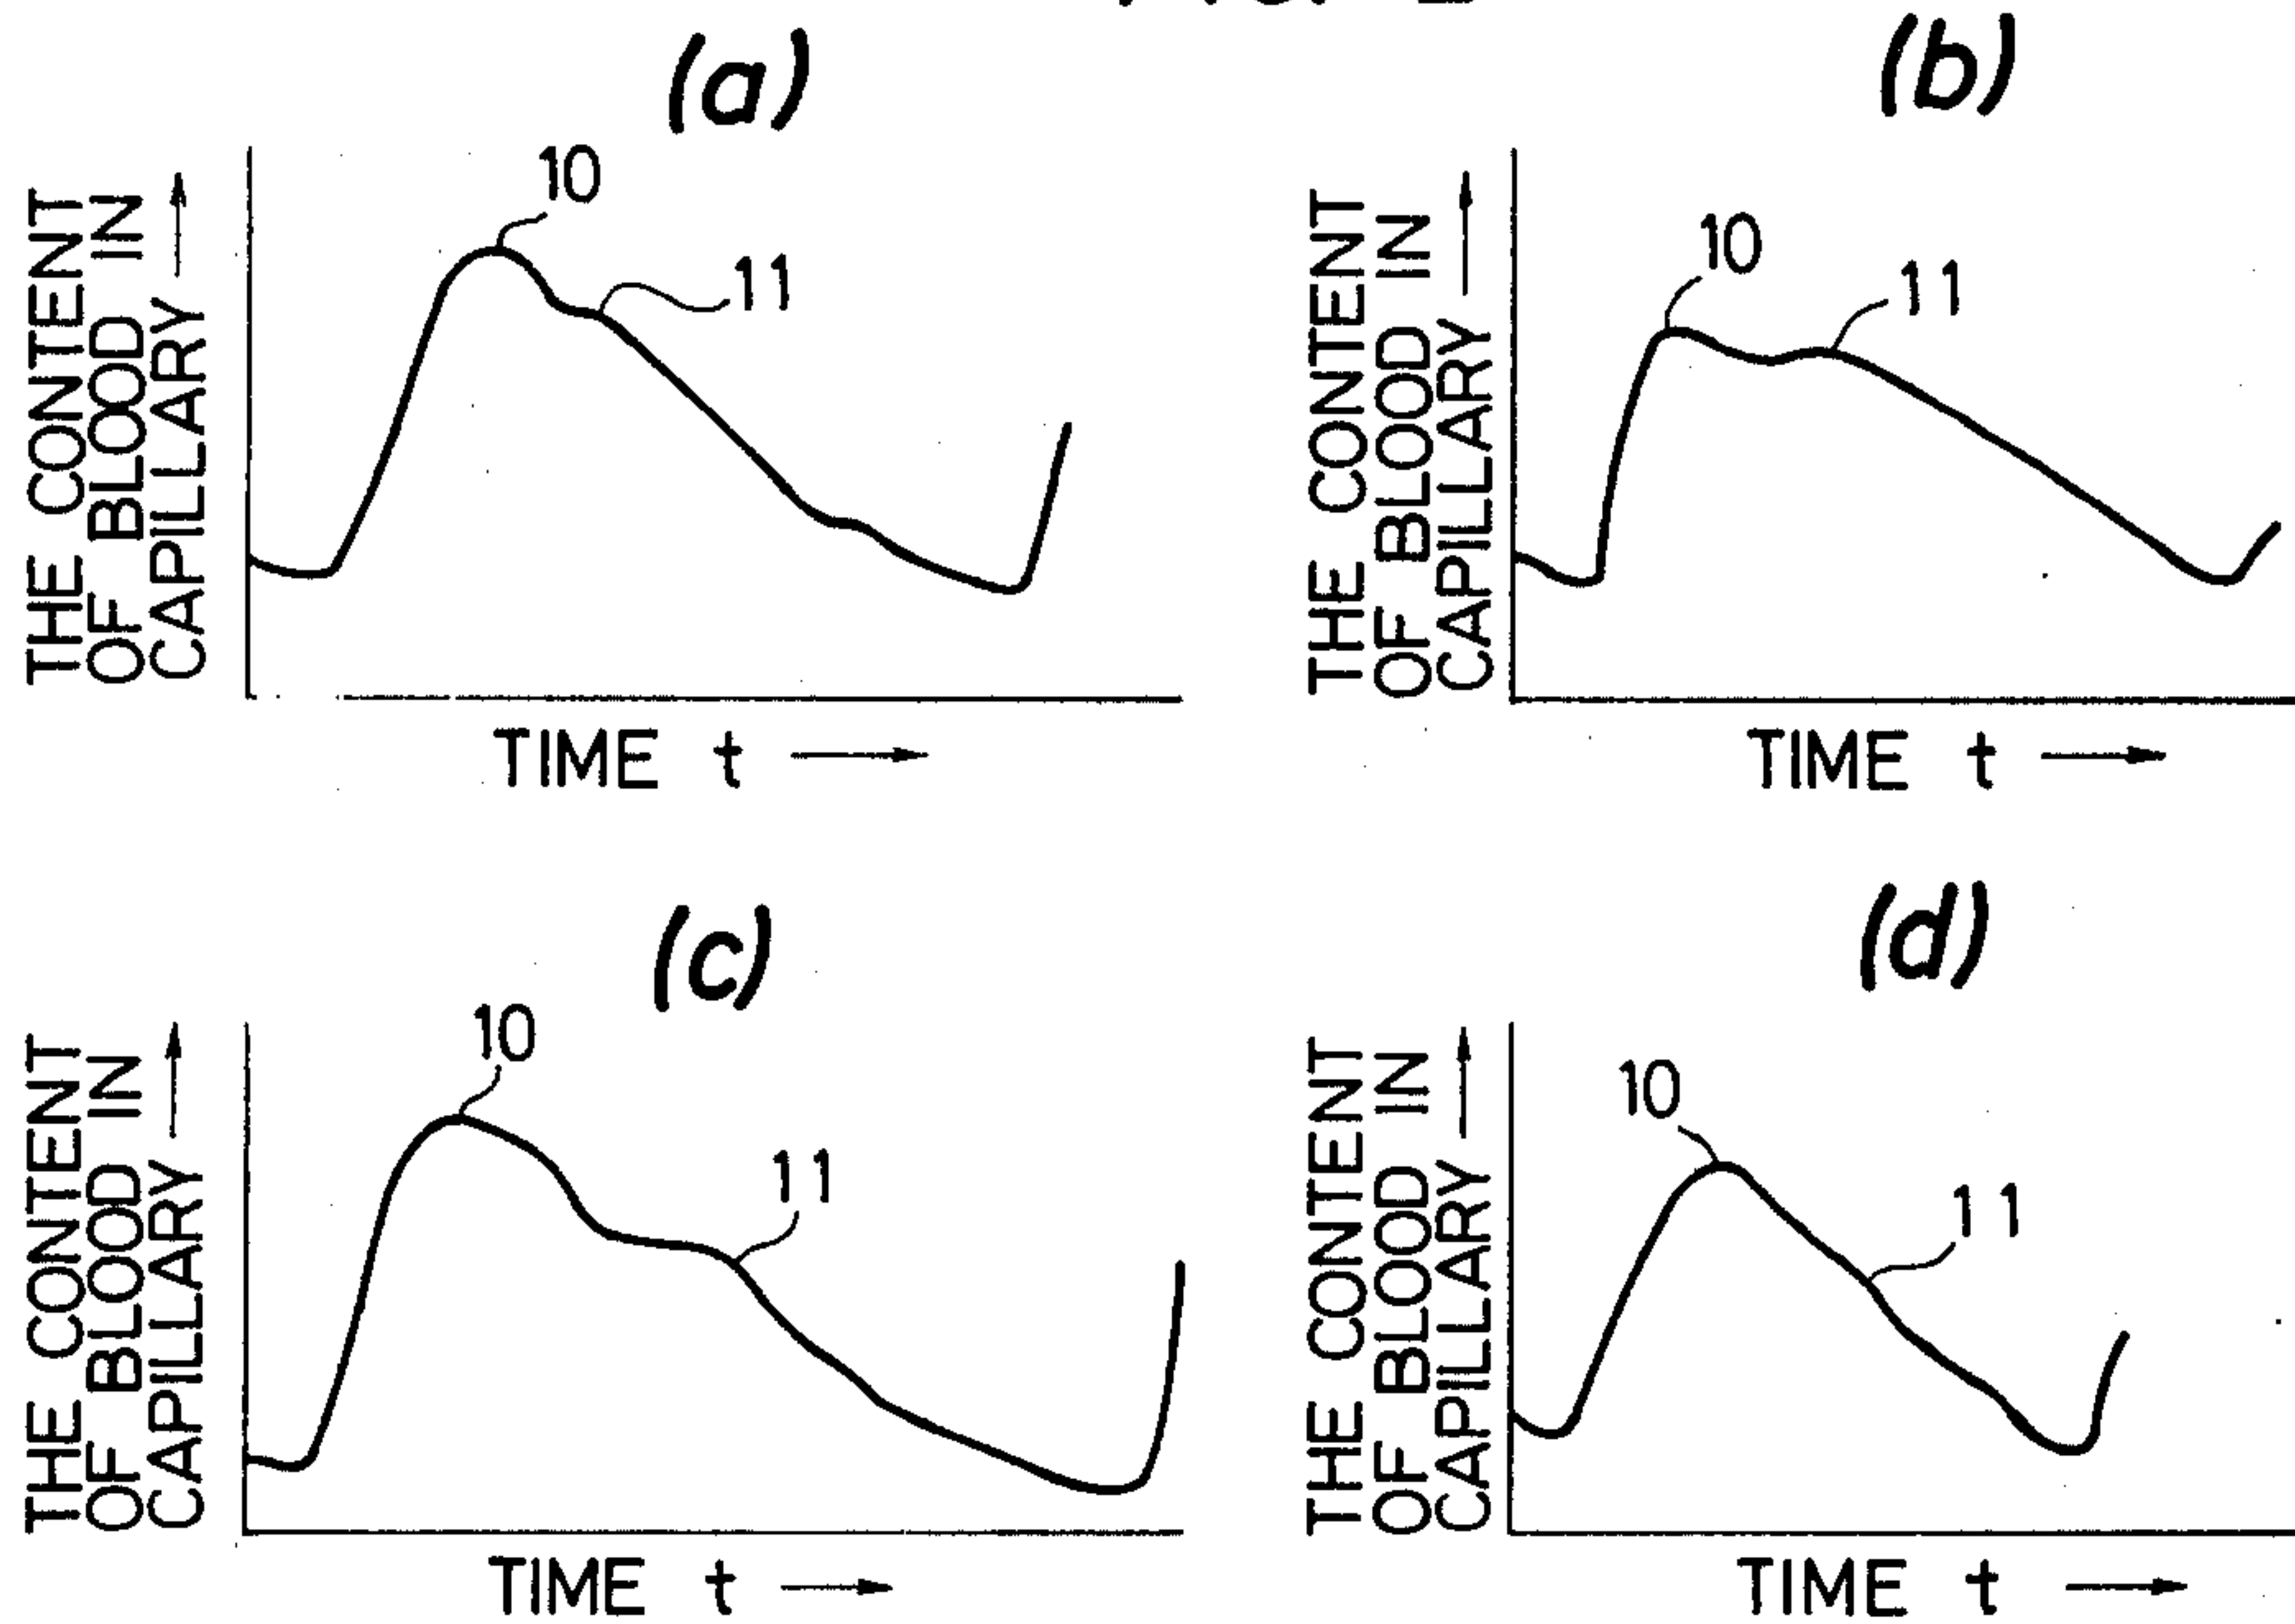 (a)
10
11
THE CONTENT
OF BLOOD IN
CAPILLARY
TIME t
(b)
10
11
THE CONTENT
OF BLOOD IN
CAPILLARY
TIME t
(c)
10
11
THE CONTENT
OF BLOOD IN
CAPILLARY
TIME t
(d)
10
11
THE CONTENT
OF BLOOD IN
CAPILLARY
TIME t